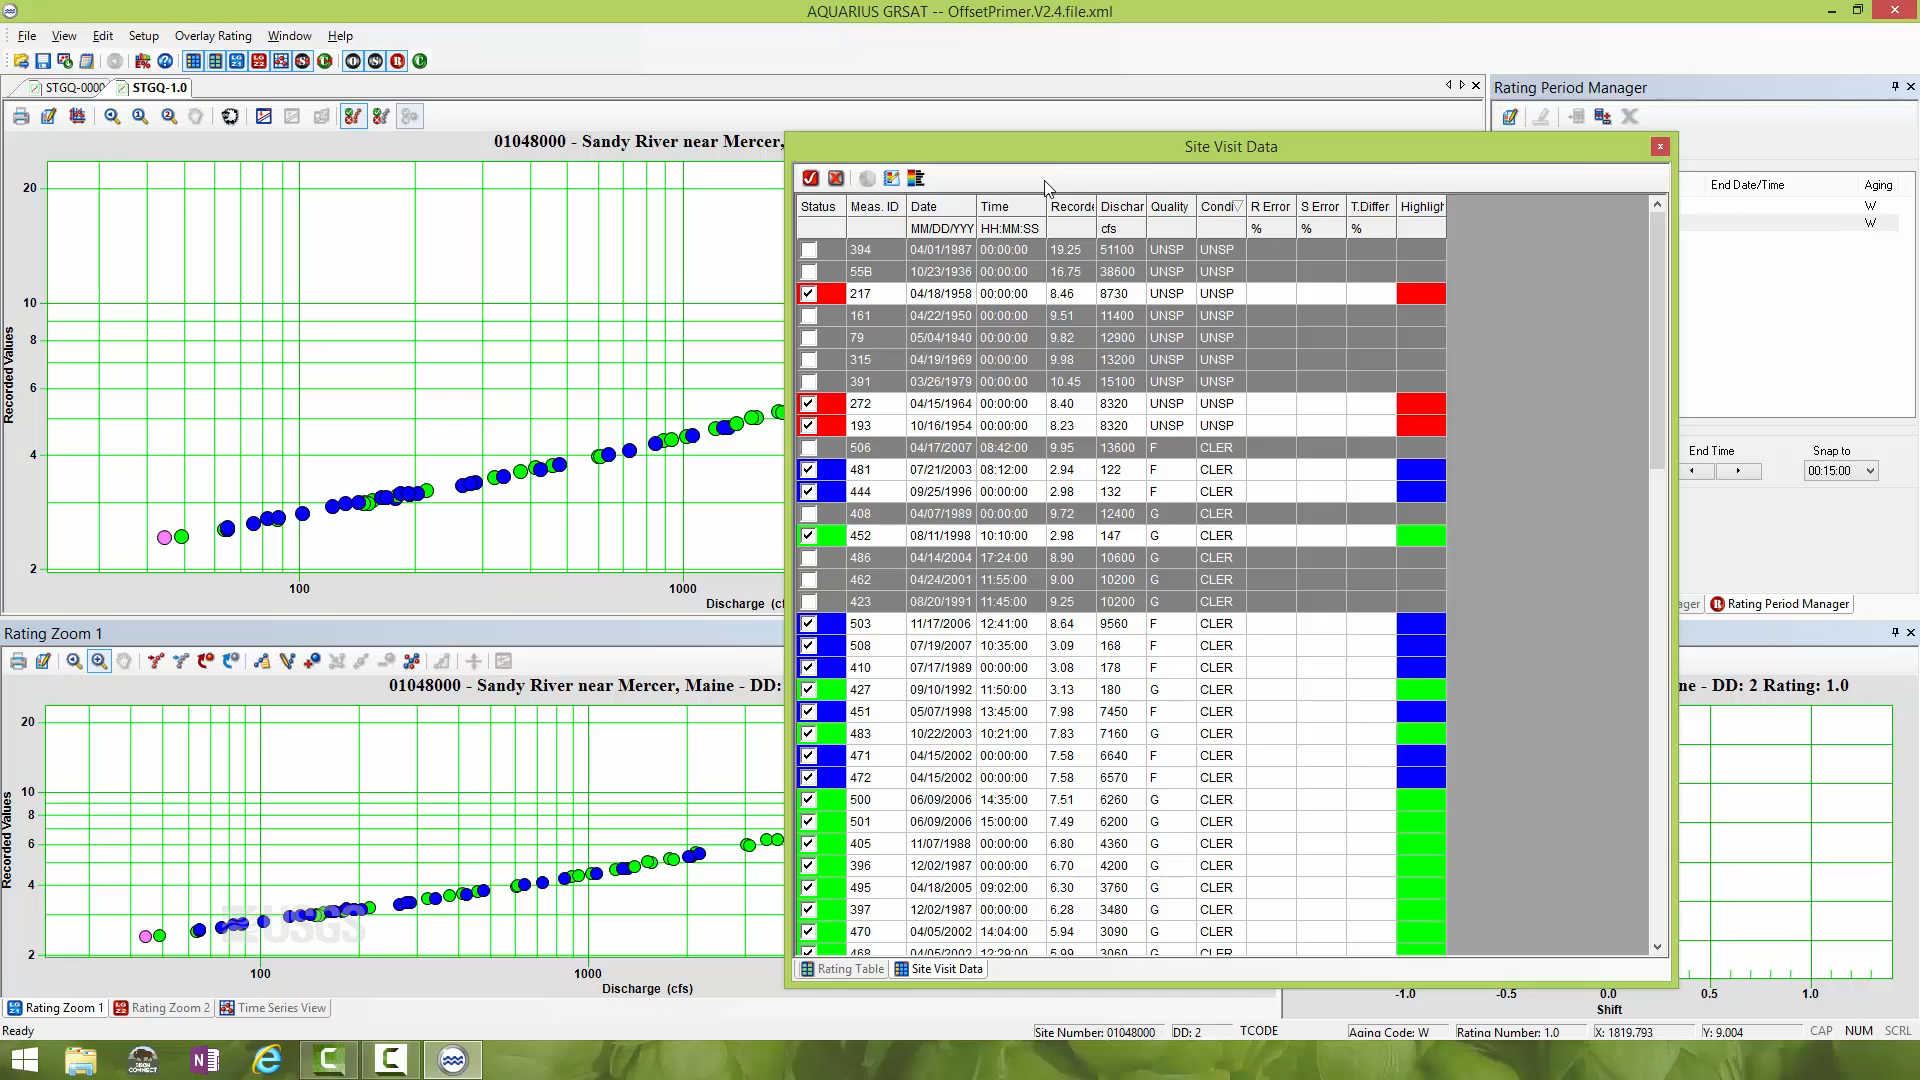 AQUARIUS GRSAT -- OffsetPrimer.V2.4.file.xml
File View Edit Setup Overlay Rating Window Help
STGQ-0000 STGQ-1.0
Rating Period Manager
01048000 - Sandy River near Mercer,
Site Visit Data
End Date/Time Aging
W
W
Status Meas. ID Date Time Recorde Dischar Quality Condi R Error S Error T.Differ Highligh
MM/DD/YYY HH:MM:SS cfs % % %
394 04/01/1987 00:00:00 19.25 51100 UNSP UNSP
55B 10/23/1936 00:00:00 16.75 38600 UNSP UNSP
217 04/18/1958 00:00:00 8.46 8730 UNSP UNSP
161 04/22/1950 00:00:00 9.51 11400 UNSP UNSP
79 05/04/1940 00:00:00 9.82 12900 UNSP UNSP
315 04/19/1969 00:00:00 9.98 13200 UNSP UNSP
391 03/26/1979 00:00:00 10.45 15100 UNSP UNSP
272 04/15/1964 00:00:00 8.40 8320 UNSP UNSP
193 10/16/1954 00:00:00 8.23 8320 UNSP UNSP
506 04/17/2007 08:42:00 9.95 13600 F CLER
481 07/21/2003 08:12:00 2.94 122 F CLER
444 09/25/1996 00:00:00 2.98 132 F CLER
408 04/07/1989 00:00:00 9.72 12400 G CLER
452 08/11/1998 10:10:00 2.98 147 G CLER
486 04/14/2004 17:24:00 8.90 10600 G CLER
462 04/24/2001 11:55:00 9.00 10200 G CLER
423 08/20/1991 11:45:00 9.25 10200 G CLER
503 11/17/2006 12:41:00 8.64 9560 F CLER
508 07/19/2007 10:35:00 3.09 168 F CLER
410 07/17/1989 00:00:00 3.08 178 F CLER
427 09/10/1992 11:50:00 3.13 180 G CLER
451 05/07/1998 13:45:00 7.98 7450 F CLER
483 10/22/2003 10:21:00 7.83 7160 G CLER
471 04/15/2002 00:00:00 7.58 6640 F CLER
472 04/15/2002 00:00:00 7.58 6570 F CLER
500 06/09/2006 14:35:00 7.51 6260 G CLER
501 06/09/2006 15:00:00 7.49 6200 G CLER
405 11/07/1988 00:00:00 6.80 4360 G CLER
396 12/02/1987 00:00:00 6.70 4200 G CLER
495 04/18/2005 09:02:00 6.30 3760 G CLER
397 12/02/1987 00:00:00 6.28 3480 G CLER
470 04/05/2002 14:04:00 5.94 3090 G CLER
468 04/05/2002 12:29:00 5.99 3060 G CLER
Rating Table Site Visit Data
20
10
8
6
4
2
Recorded Values
100 1000
Discharge (cf
End Time Snap to
00:15:00
ager Rating Period Manager
Rating Zoom 1
01048000 - Sandy River near Mercer, Maine - DD:
20
10
8
6
4
2
Recorded Values
USGS
100 1000
Discharge (cfs)
ne - DD: 2 Rating: 1.0
-1.0 -0.5 0.0 0.5 1.0
Shift
Rating Zoom 1 Rating Zoom 2 Time Series View
Ready Site Number: 01048000 DD: 2 TCODE Aging Code: W Rating Number: 1.0 X: 1819.793 Y: 9.004 CAP NUM SCRL